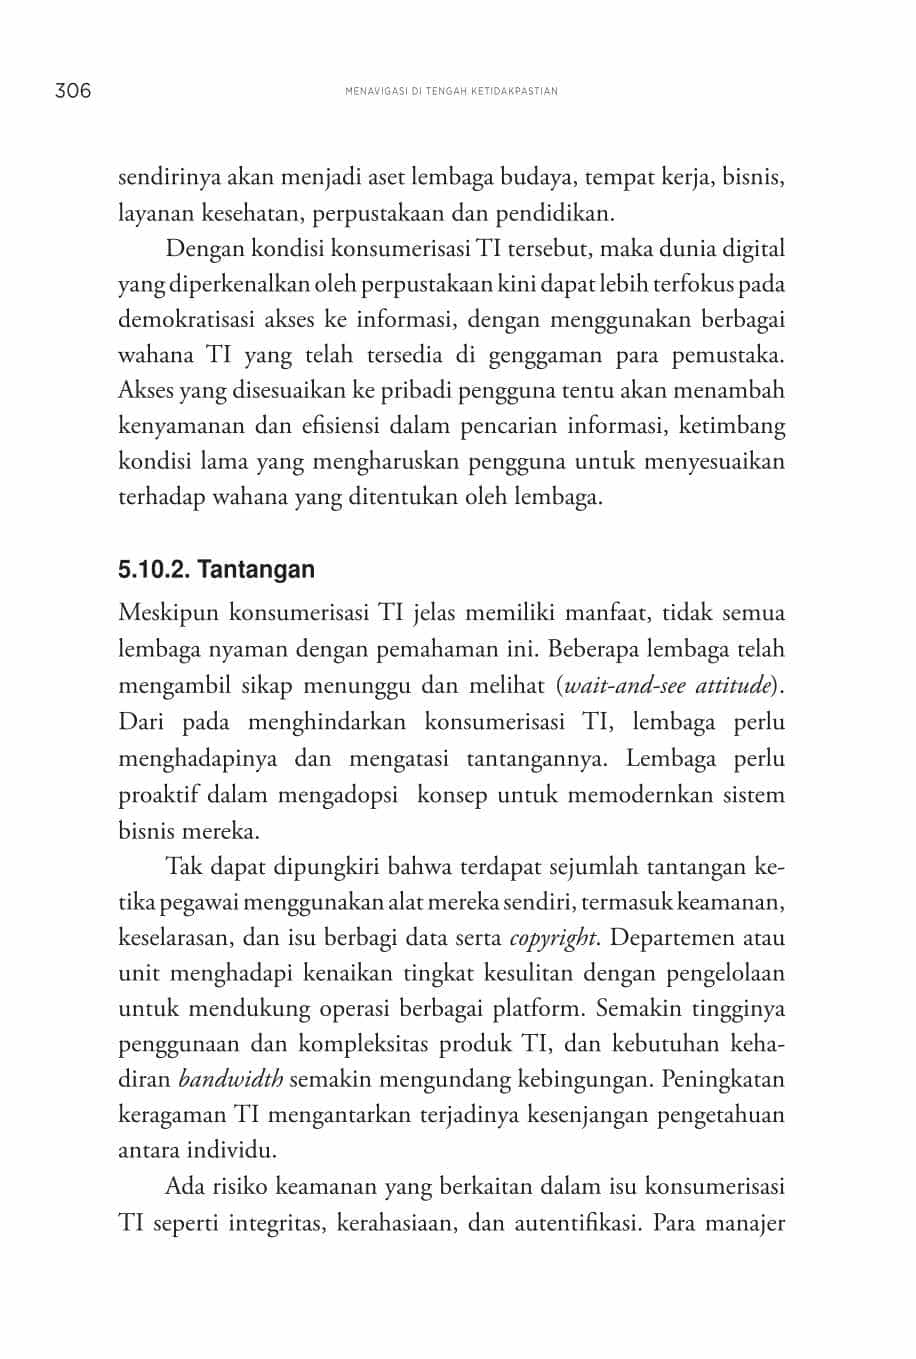 306
MENAVIGASI DI TENGAH KETIDAKPASTIAN
sendirinya akan menjadi aset lembaga budaya, tempat kerja, bisnis,
layanan kesehatan, perpustakaan dan pendidikan.
Dengan kondisi konsumerisasi TI tersebut, maka dunia digital
yang diperkenalkan oleh perpustakaan kini dapat lebih terfokus pada
demokratisasi akses ke informasi, dengan menggunakan berbagai
wahana TI yang telah tersedia di genggaman para pemustaka.
Akses yang disesuaikan ke pribadi pengguna tentu akan menambah
kenyamanan dan efisiensi dalam pencarian informasi, ketimbang
kondisi lama yang mengharuskan pengguna untuk menyesuaikan
terhadap wahana yang ditentukan oleh lembaga.
5.10.2. Tantangan
Meskipun konsumerisasi TI jelas memiliki manfaat, tidak semua
lembaga nyaman dengan pemahaman ini. Beberapa lembaga telah
mengambil sikap menunggu dan melihat (wait-and-see attitude).
Dari pada menghindarkan konsumerisasi TI, lembaga perlu
menghadapinya dan mengatasi tantangannya. Lembaga perlu
proaktif dalam mengadopsi konsep untuk memodernkan sistem
bisnis mereka.
Tak dapat dipungkiri bahwa terdapat sejumlah tantangan ke-
tika pegawai menggunakan alat mereka sendiri, termasuk keamanan,
keselarasan, dan isu berbagi data serta copyright. Departemen atau
unit menghadapi kenaikan tingkat kesulitan dengan pengelolaan
untuk mendukung operasi berbagai platform. Semakin tingginya
penggunaan dan kompleksitas produk TI, dan kebutuhan keha-
diran bandwidth semakin mengundang kebingungan. Peningkatan
keragaman TI mengantarkan terjadinya kesenjangan pengetahuan
antara individu.
Ada risiko keamanan yang berkaitan dalam isu konsumerisasi
TI seperti integritas, kerahasiaan, dan autentifikasi. Para manajer